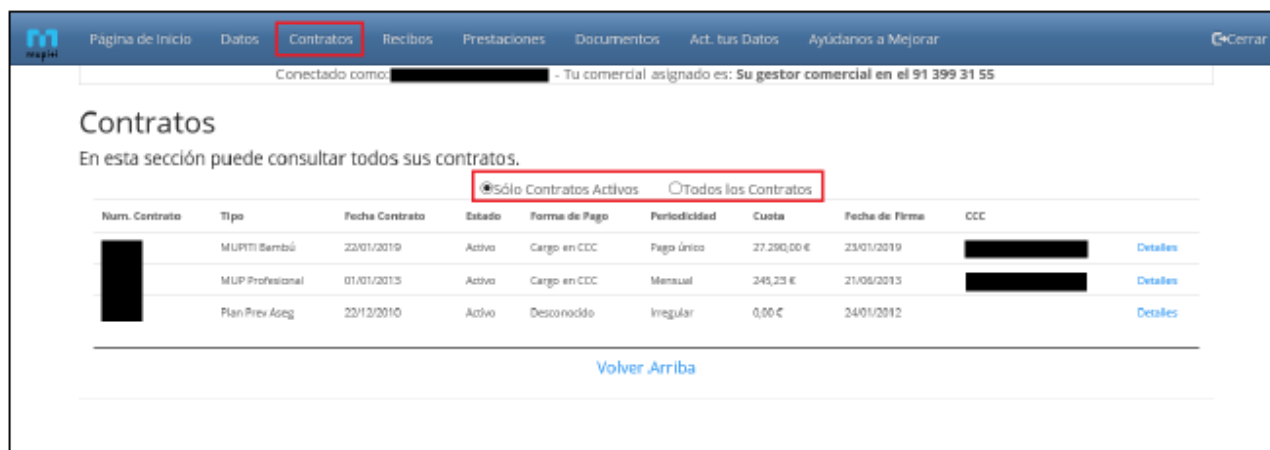 mupiti Página de Inicio Datos Contratos Recibos Prestaciones Documentos Act. tus Datos Ayúdanos a Mejorar Cerrar
Conectado como: - Tu comercial asignado es: Su gestor comercial en el 91 399 31 55
Contratos
En esta sección puede consultar todos sus contratos.
Sólo Contratos Activos Todos los Contratos
Num. Contrato Tipo Fecha Contrato Estado Forma de Pago Periodicidad Cuota Fecha de Firma CCC
MUPITI Bambú 22/01/2019 Activo Cargo en CCC Pago único 27.290,00 € 23/01/2019 Detalles
MUP Profesional 01/01/2013 Activo Cargo en CCC Mensual 245,23 € 21/06/2013 Detalles
Plan Prev Aseg 22/12/2010 Activo Desconocido Irregular 0,00 € 24/01/2012 Detalles
Volver Arriba